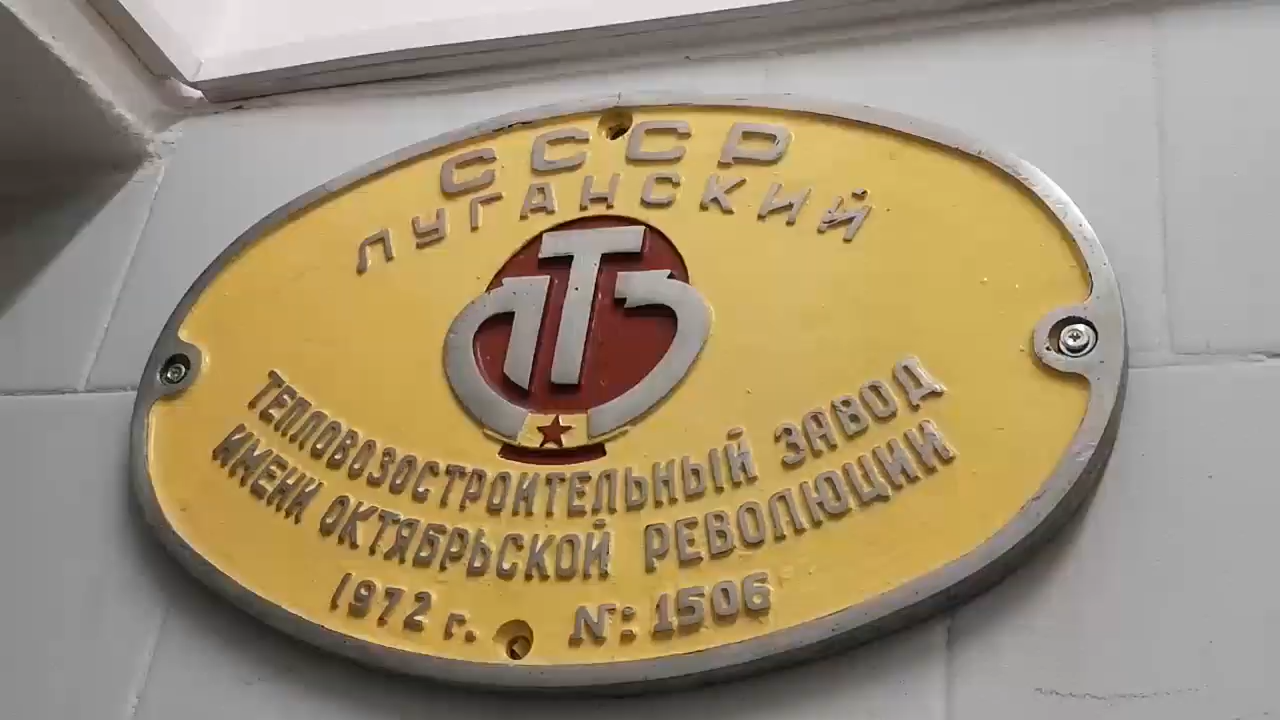 СССР
ЛУГАНСКИЙ
ЛТЗ
ТЕПЛОВОЗОСТРОИТЕЛЬНЫЙ ЗАВОД
ИМЕНИ ОКТЯБРЬСКОЙ РЕВОЛЮЦИИ
1972 г. №: 1506